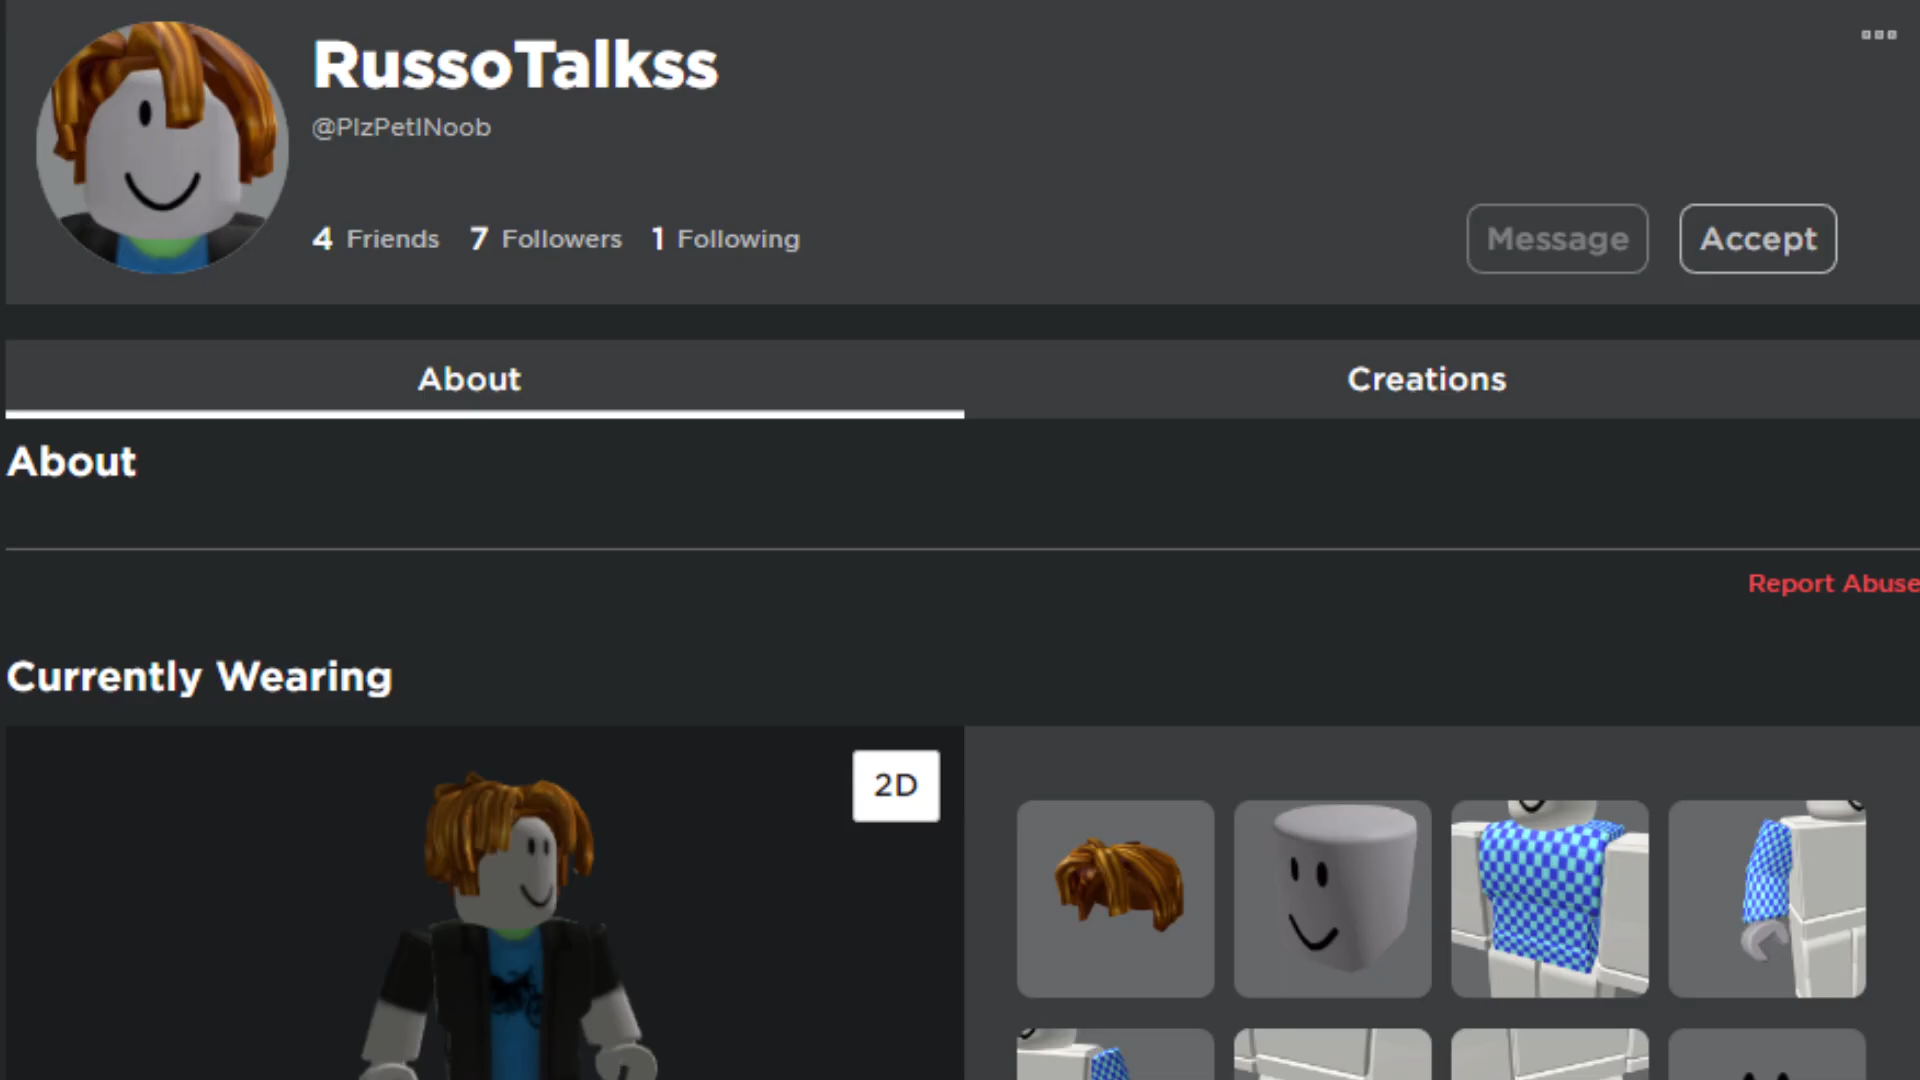 RussoTalkss
@PlzPetINoob
4 Friends 7 Followers 1 Following
Message Accept
About Creations
About
Report Abuse
Currently Wearing
2D